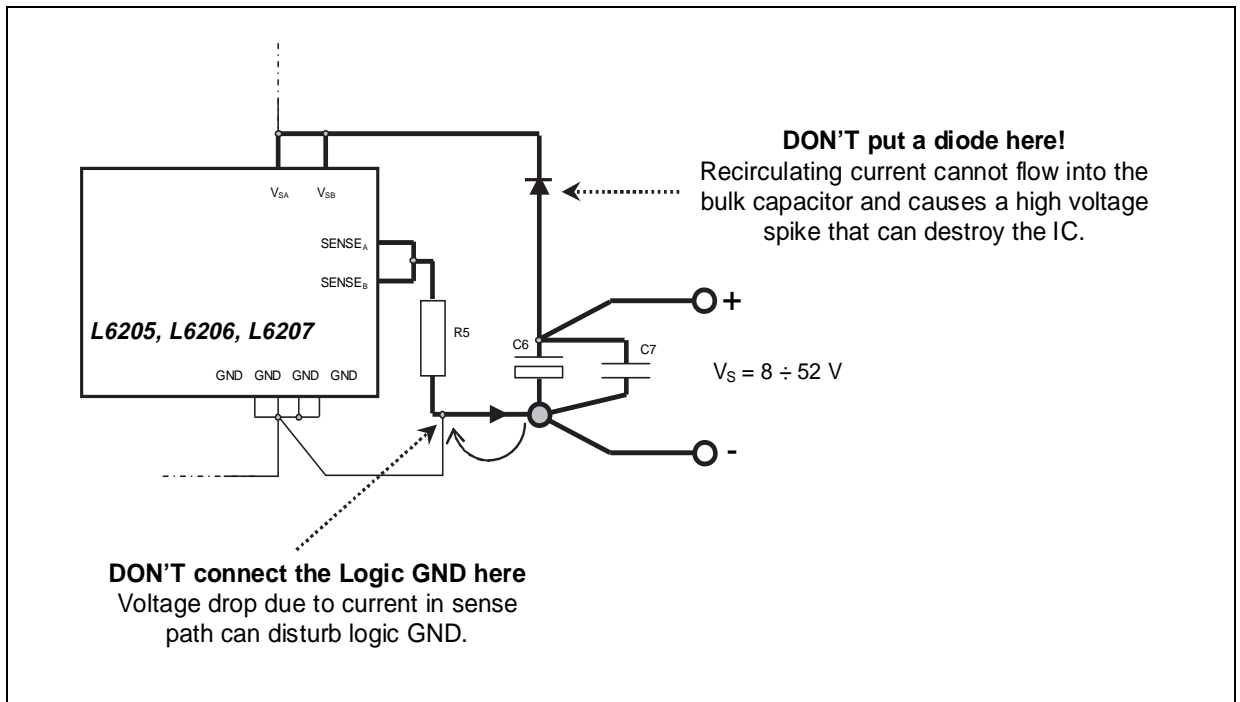 DON'T put a diode here!
Recirculating current cannot flow into the
bulk capacitor and causes a high voltage
spike that can destroy the IC.
VSA VSB
SENSEA
SENSEB
L6205, L6206, L6207
R5
C6
C7
+
VS = 8 ÷ 52 V
GND GND GND GND
-
DON'T connect the Logic GND here
Voltage drop due to current in sense
path can disturb logic GND.